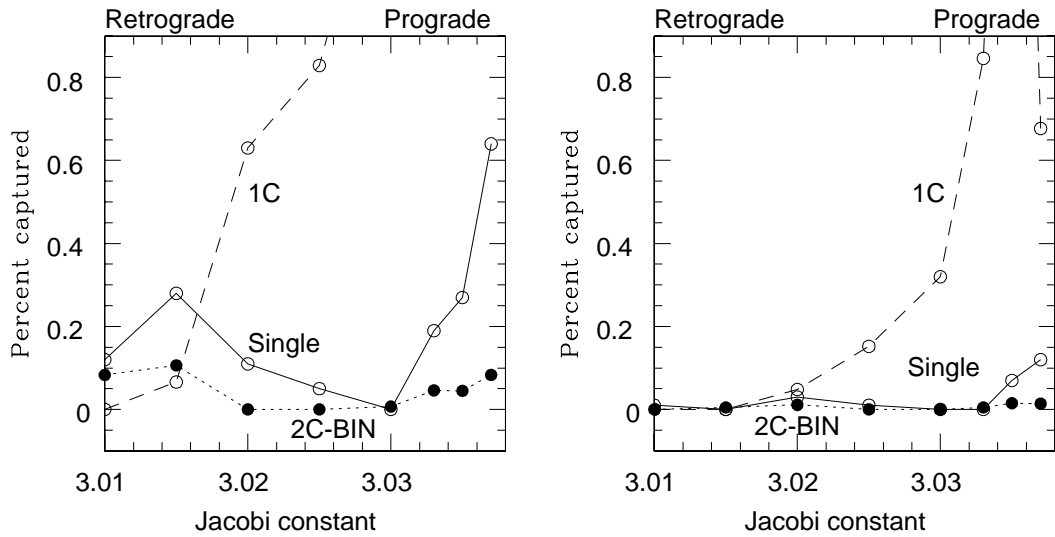 Retrograde Prograde
Percent captured
0.8
0.6
0.4
0.2
0
1C
Single
2C-BIN
3.01 3.02 3.03
Jacobi constant
Retrograde Prograde
Percent captured
0.8
0.6
0.4
0.2
0
1C
Single
2C-BIN
3.01 3.02 3.03
Jacobi constant